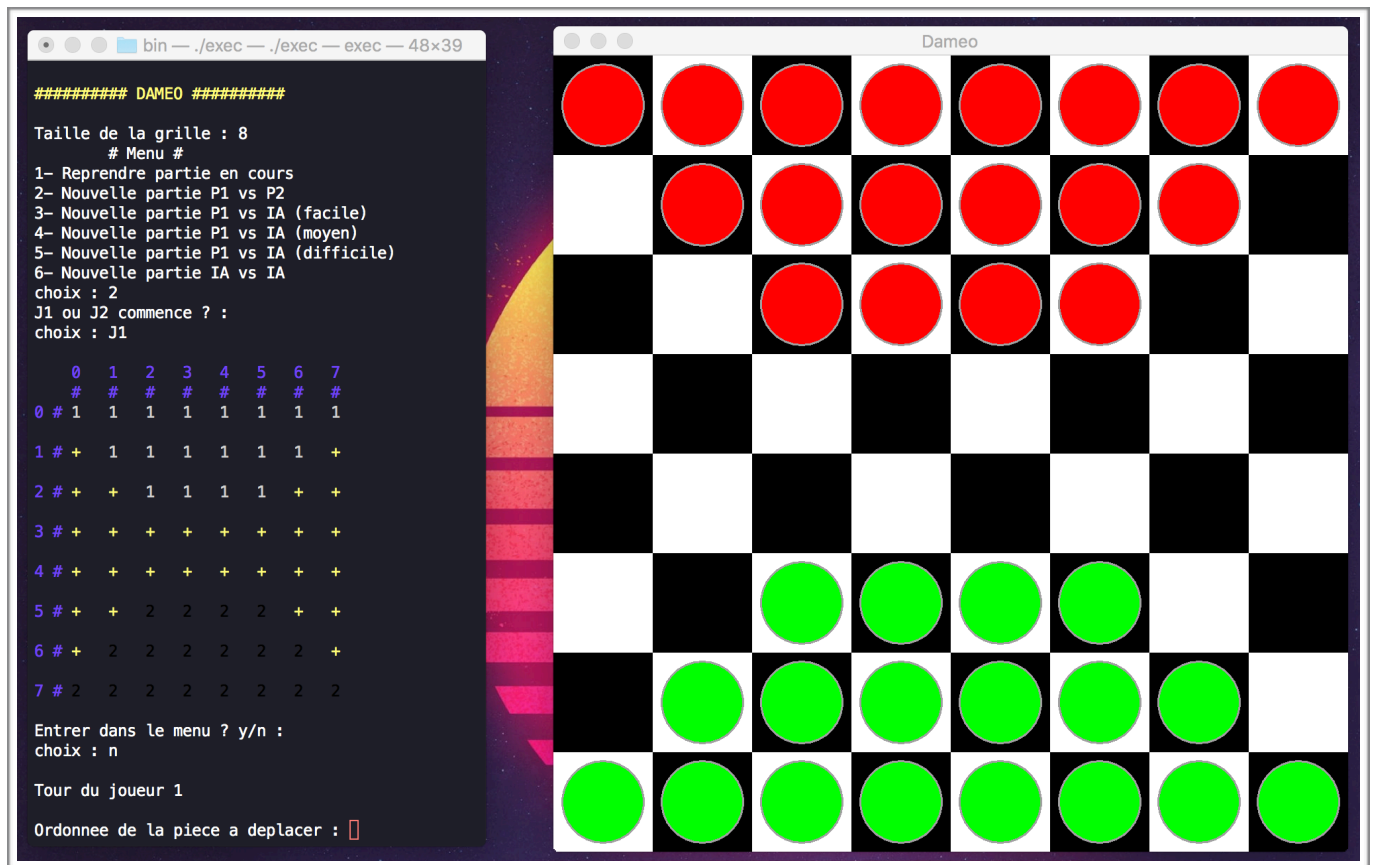 bin — ./exec — ./exec — exec — 48×39
########## DAMEO ##########
Taille de la grille : 8
# Menu #
1- Reprendre partie en cours
2- Nouvelle partie P1 vs P2
3- Nouvelle partie P1 vs IA (facile)
4- Nouvelle partie P1 vs IA (moyen)
5- Nouvelle partie P1 vs IA (difficile)
6- Nouvelle partie IA vs IA
choix : 2
J1 ou J2 commence ? :
choix : J1
0 1 2 3 4 5 6 7
# # # # # # # #
0 # 1 1 1 1 1 1 1 1
1 # + 1 1 1 1 1 1 +
2 # + + 1 1 1 1 + +
3 # + + + + + + + +
4 # + + + + + + + +
5 # + + 2 2 2 2 + +
6 # + 2 2 2 2 2 2 +
7 # 2 2 2 2 2 2 2 2
Entrer dans le menu ? y/n :
choix : n
Tour du joueur 1
Ordonnee de la piece a deplacer :
Dameo